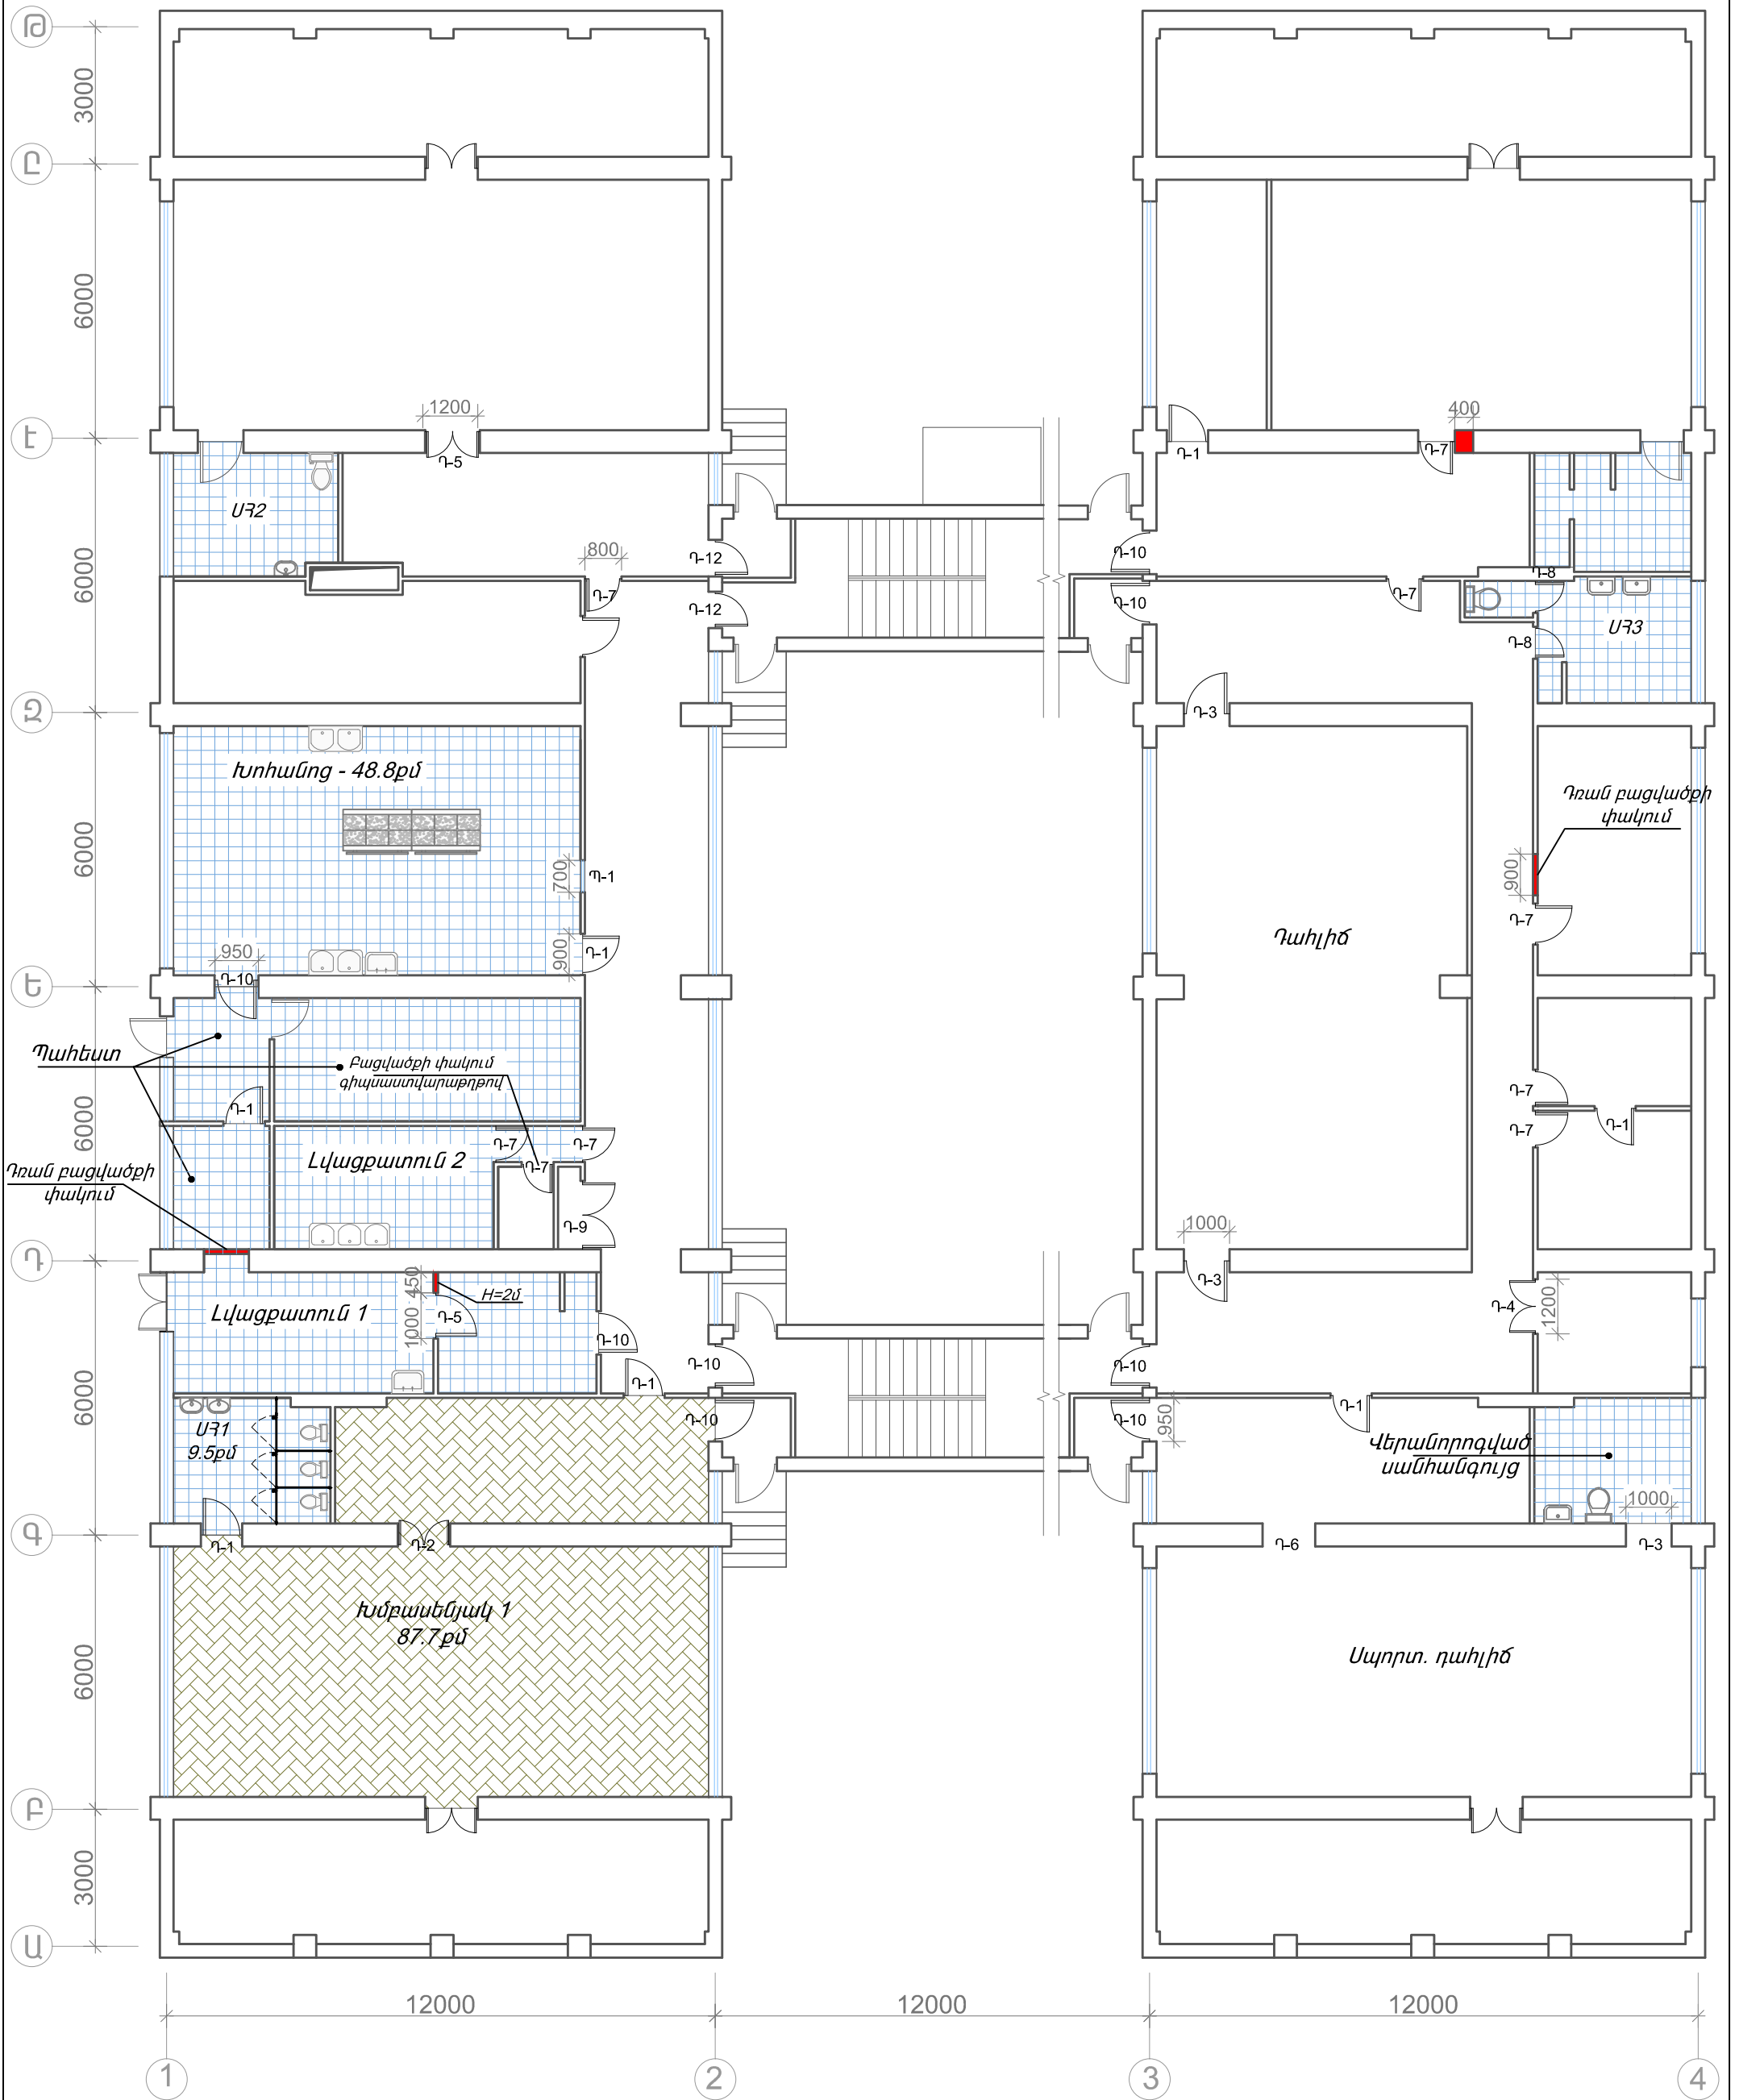 Թ
3000
Ը
6000
1200
400
Է
Դ-5
Դ-1
Դ-7
ՍՀ2
6000
800
Դ-12
Դ-10
Դ-8
Դ-7
Դ-12
Դ-10
Դ-7
ՍՀ3
Դ-8
Զ
Դ-3
Խոհանոց - 48.8քմ
Դռան բացվածքի
փակում
6000
700
Պ-1
900
Դ-7
Դահլիճ
950
900
Դ-1
Ե
Դ-10
Պահեստ
Բացվածքի փակում
գիպսաստվարաթղթով
Դ-7
Դ-1
6000
Դ-7
Դ-7
Դ-7
Դ-1
Լվացքատուն 2
Դ-7
Դռան բացվածքի
փակում
Դ-9
1000
Դ
Դ-3
450
H=2մ
Լվացքատուն 1
1000
Դ-5
Դ-4
1200
Դ-10
Դ-10
Դ-10
Դ-1
6000
Դ-10
Դ-10
950
Դ-1
ՍՀ1
9.5քմ
Վերանորոգված
սանհանգույց
1000
Գ
Դ-1
Դ-2
Դ-6
Դ-3
Խմբասենյակ 1
87.7քմ
6000
Սպորտ. դահլիճ
Բ
3000
Ա
12000
12000
12000
1
2
3
4